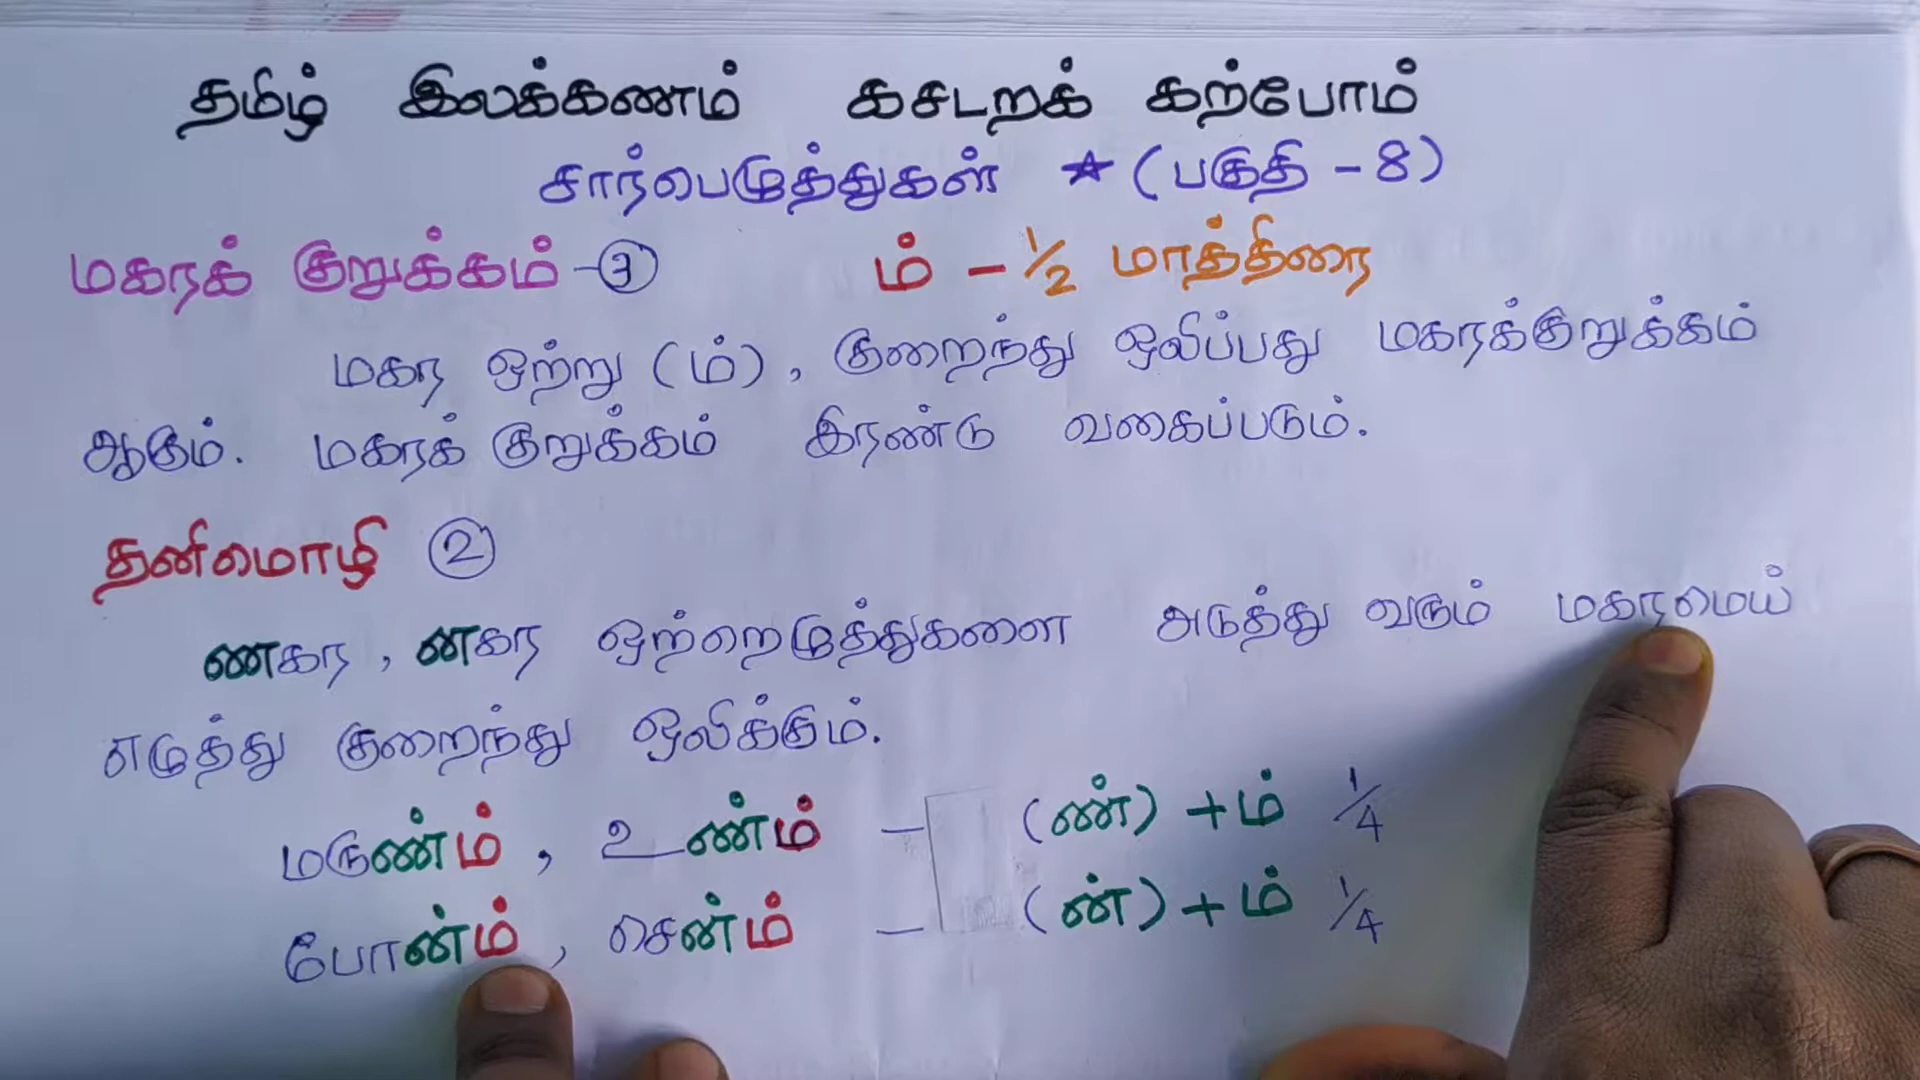 தமிழ் இலக்கணம் கசடறக் கற்போம்
சார்பெழுத்துகள் ★ (பகுதி - 8)
மகரக் குறுக்கம் - ③ ம் - ½ மாத்திரை
மகர ஒற்று (ம்), குறைந்து ஒலிப்பது மகரக்குறுக்கம்
ஆகும். மகரக் குறுக்கம் இரண்டு வகைப்படும்.
தனிமொழி ②
ணகர, னகர ஒற்றெழுத்துகளை அடுத்து வரும் மகரமெய்
எழுத்து குறைந்து ஒலிக்கும்.
மருண்ம், உண்ம் - (ண்) + ம் ¼
போன்ம், சென்ம் - (ன்) + ம் ¼